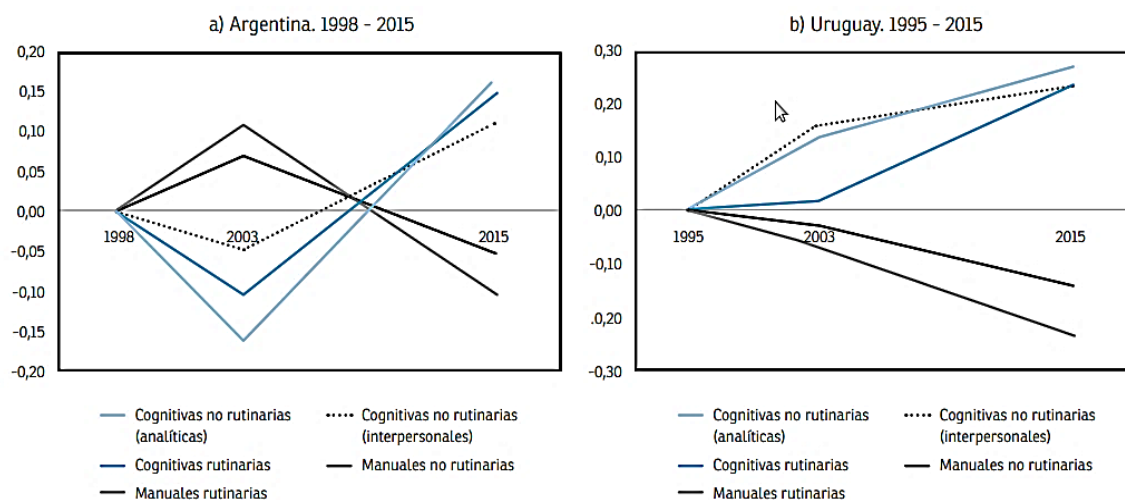 a) Argentina. 1998 - 2015
0,20
0,15
0,10
0,05
0,00
-0,05
-0,10
-0,15
-0,20
1998
2003
2015
Cognitivas no rutinarias
(analíticas)
Cognitivas no rutinarias
(interpersonales)
Cognitivas rutinarias
Manuales no rutinarias
Manuales rutinarias
b) Uruguay. 1995 - 2015
0,30
0,20
0,10
0,00
-0,10
.0,20
-0,30
1995
2003
2015
Cognitivas no rutinarias
(analíticas)
Cognitivas no rutinarias
(interpersonales)
Cognitivas rutinarias
Manuales no rutinarias
Manuales rutinarias